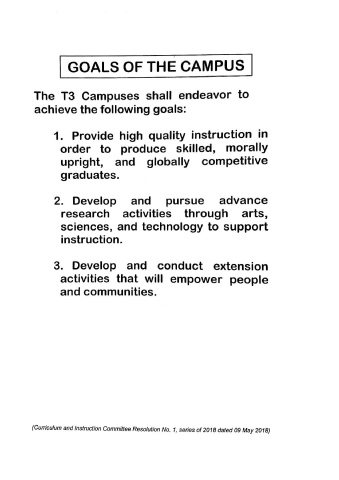 GOALS OF THE CAMPUS
The T3 Campuses shall endeavor to
achieve the following goals:
1. Provide high quality instruction in
order to produce skilled, morally
upright, and globally competitive
graduates.
2. Develop and pursue advance
research activities through arts,
sciences, and technology to support
instruction.
3. Develop and conduct extension
activities that will empower people
and communities.
(Curriculum and Instruction Committee Resolution No. 1, series of 2018 dated 09 May 2018)